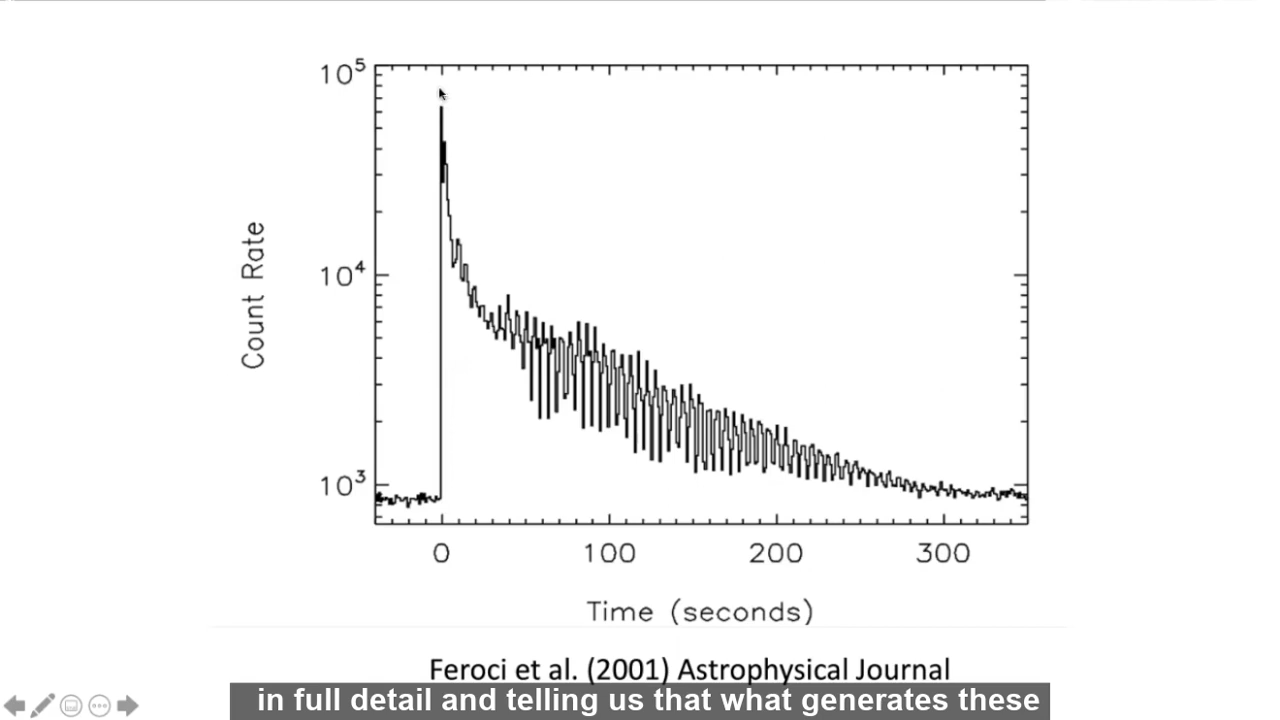 10⁵
10⁴
10³
Count Rate
0 100 200 300
Time (seconds)
Feroci et al. (2001) Astrophysical Journal
in full detail and telling us that what generates these